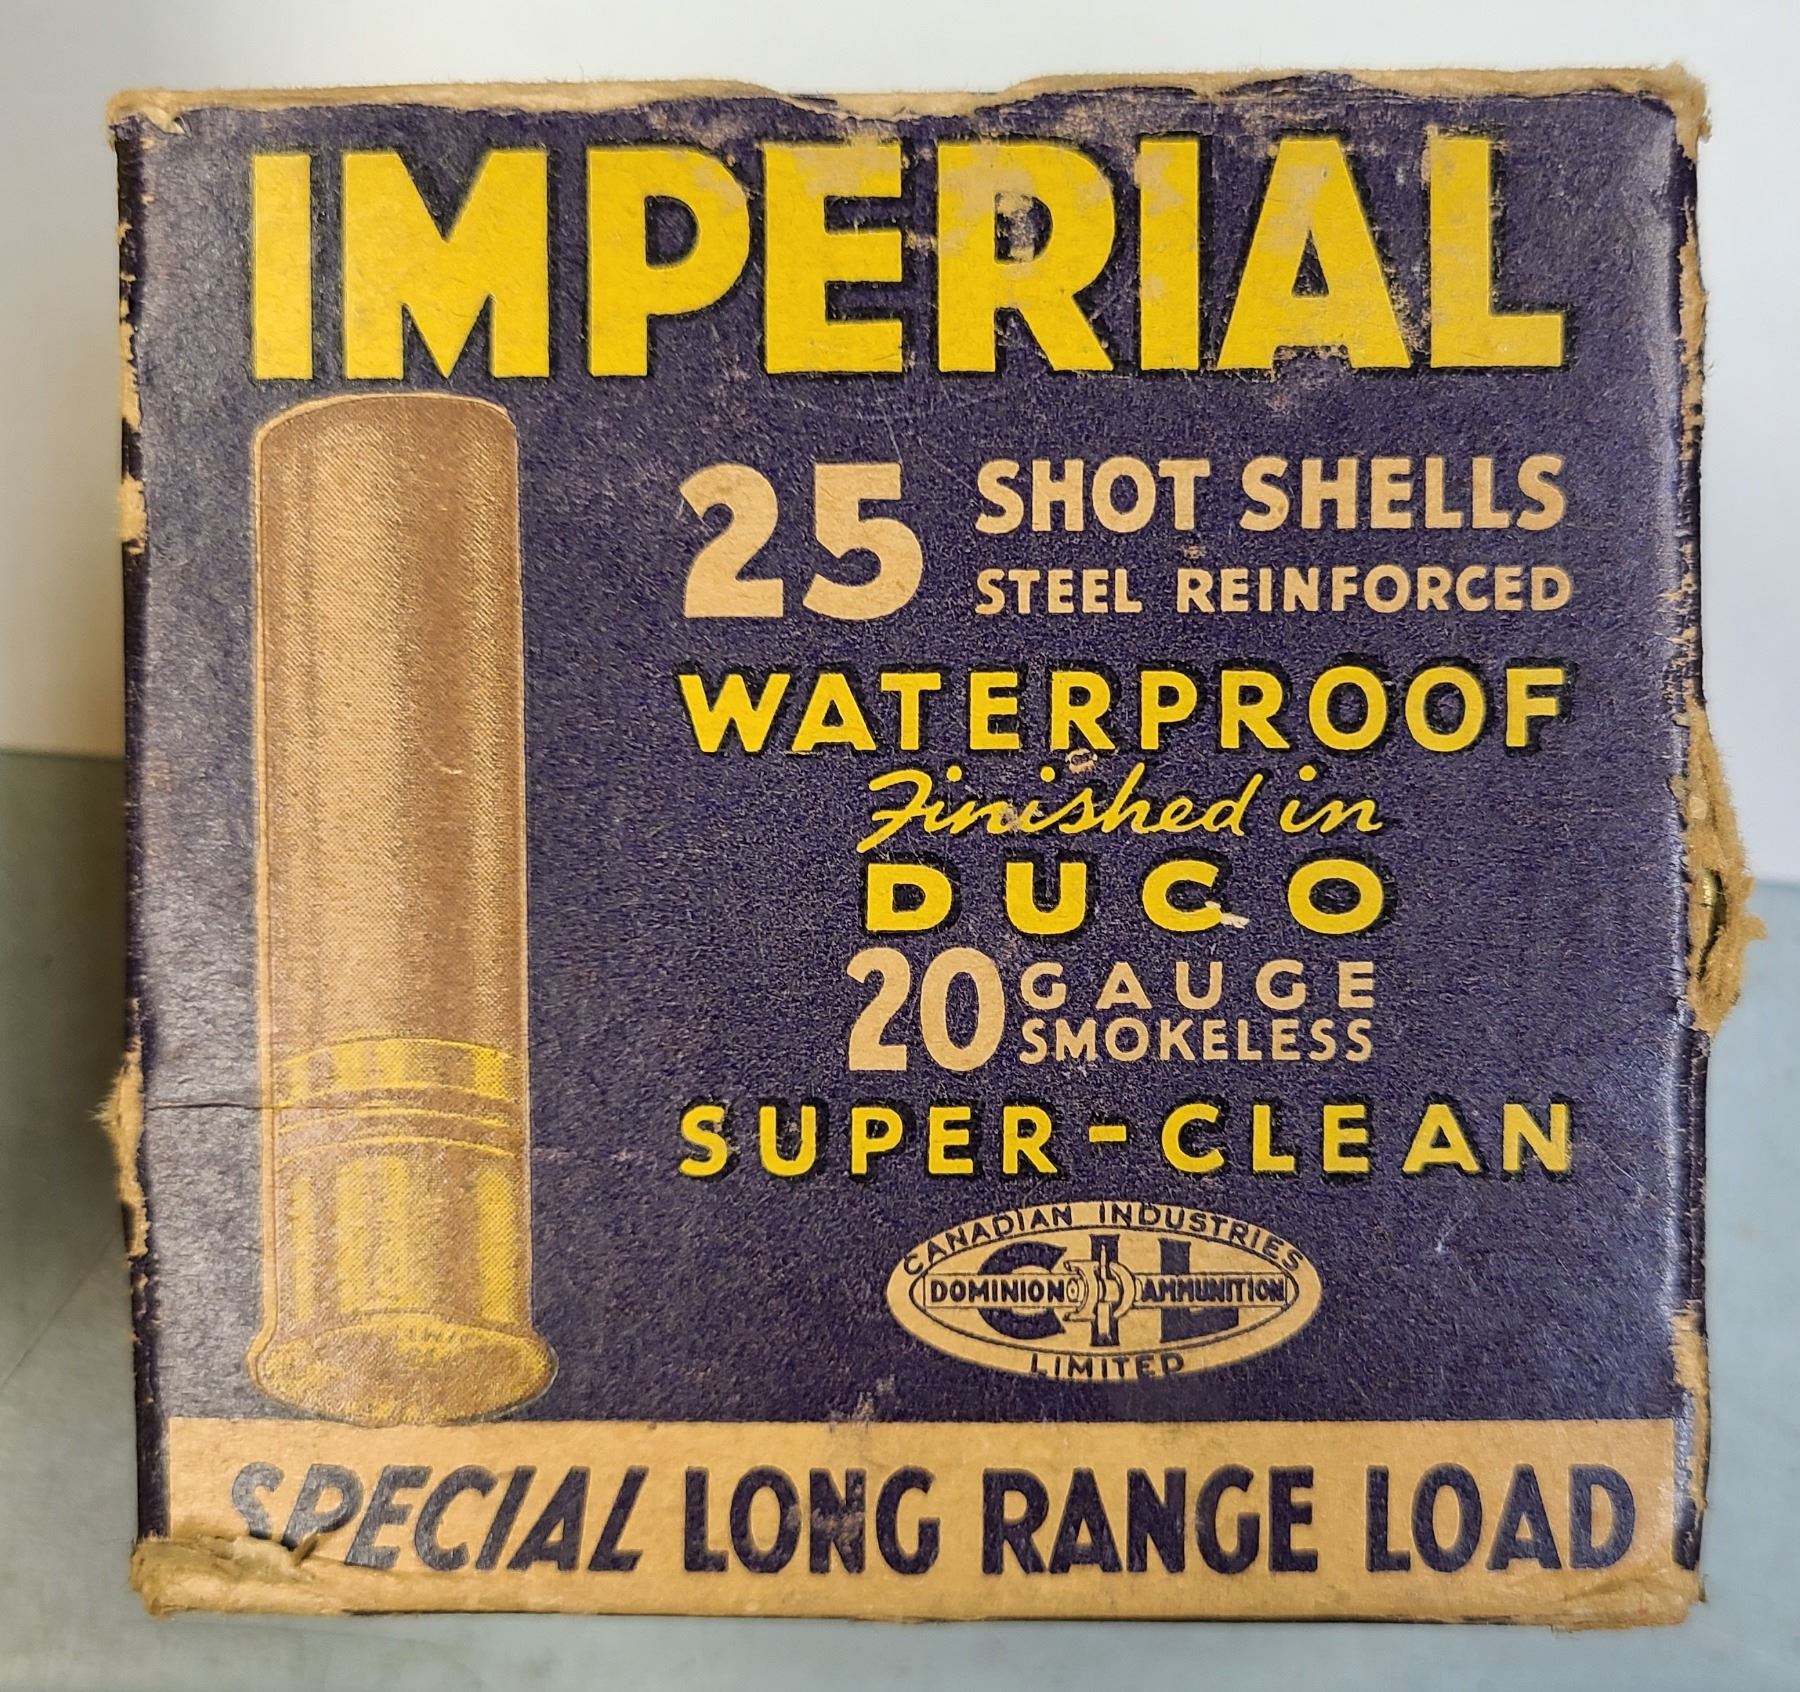 IMPERIAL
25 SHOT SHELLS
STEEL REINFORCED
WATERPROOF
Finished in
DUCO
20 GAUGE
SMOKELESS
SUPER-CLEAN
CANADIAN INDUSTRIES
CIL
DOMINION AMMUNITION
LIMITED
SPECIAL LONG RANGE LOAD